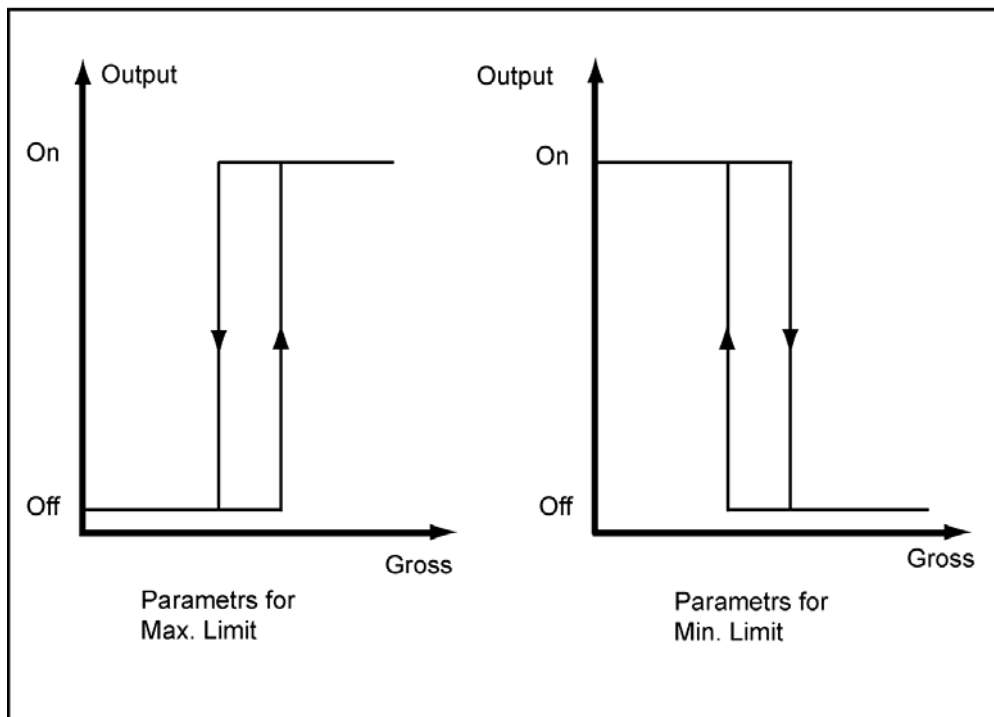 Output
On
Off
Gross
Parametrs for
Max. Limit
Output
On
Off
Gross
Parametrs for
Min. Limit